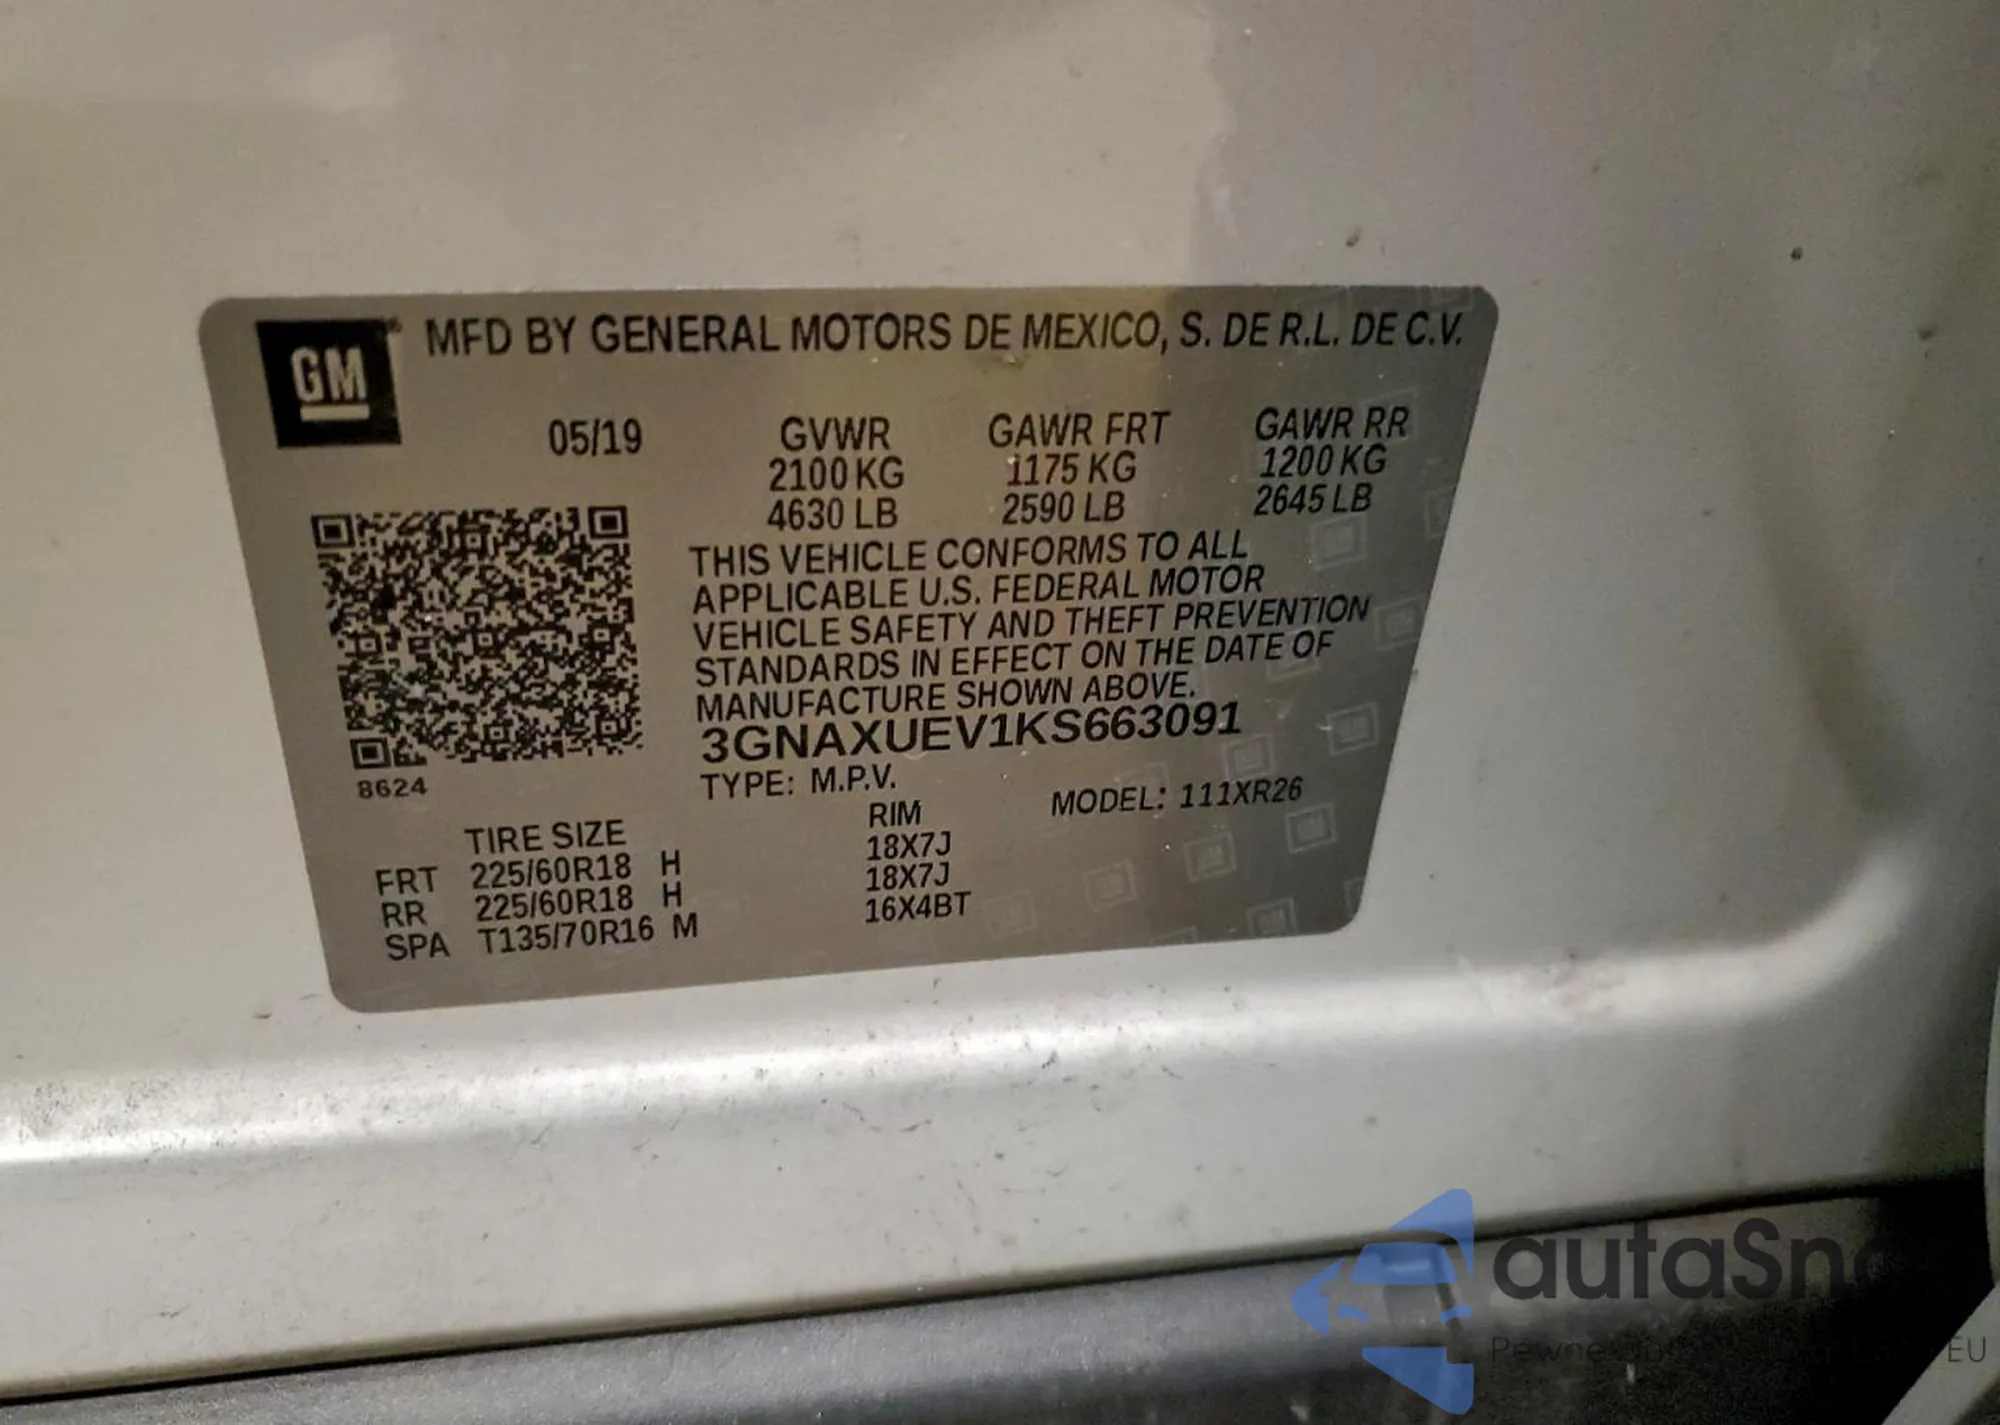 GM
MFD BY GENERAL MOTORS DE MEXICO, S. DE R.L. DE C.V.
05/19 GVWR GAWR FRT GAWR RR
2100 KG 1175 KG 1200 KG
4630 LB 2590 LB 2645 LB
THIS VEHICLE CONFORMS TO ALL
APPLICABLE U.S. FEDERAL MOTOR
VEHICLE SAFETY AND THEFT PREVENTION
STANDARDS IN EFFECT ON THE DATE OF
MANUFACTURE SHOWN ABOVE.
3GNAXUEV1KS663091
8624
TYPE: M.P.V. MODEL: 111XR26
TIRE SIZE RIM
FRT 225/60R18 H 18X7J
RR 225/60R18 H 18X7J
SPA T135/70R16 M 16X4BT
autaSnap
Pewne EU